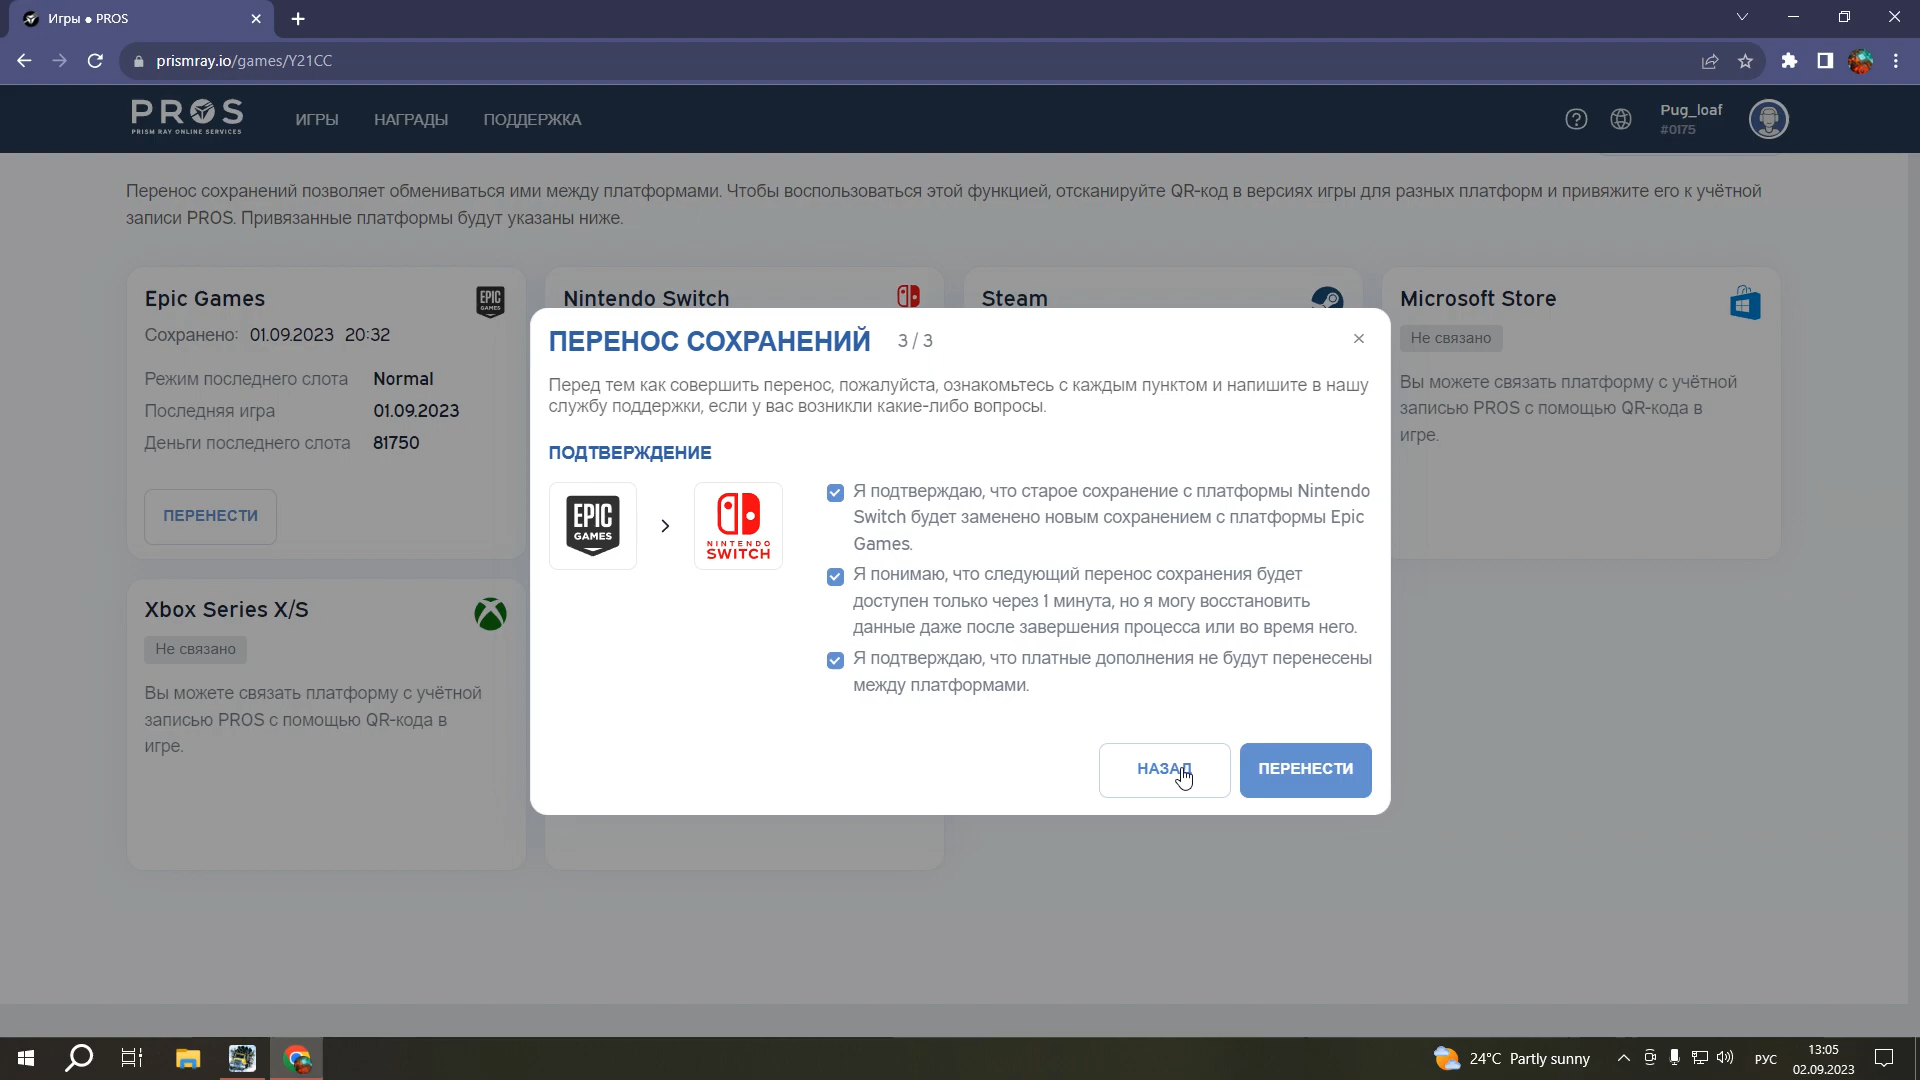 Игры • PROS
prismray.io/games/Y21CC
PROS
PRISM RAY ONLINE SERVICES
ИГРЫ
НАГРАДЫ
ПОДДЕРЖКА
Pug_loaf
#0175
Перенос сохранений позволяет обмениваться ими между платформами. Чтобы воспользоваться этой функцией, отсканируйте QR-код в версиях игры для разных платформ и привяжите его к учётной
записи PROS. Привязанные платформы будут указаны ниже.
Epic Games
EPIC
GAMES
Сохранено: 01.09.2023 20:32
Режим последнего слота Normal
Последняя игра 01.09.2023
Деньги последнего слота 81750
ПЕРЕНЕСТИ
Nintendo Switch
Steam
Microsoft Store
Не связано
Вы можете связать платформу с учётной
записью PROS с помощью QR-кода в
игре.
Xbox Series X/S
Не связано
Вы можете связать платформу с учётной
записью PROS с помощью QR-кода в
игре.
ПЕРЕНОС СОХРАНЕНИЙ 3 / 3
Перед тем как совершить перенос, пожалуйста, ознакомьтесь с каждым пунктом и напишите в нашу
службу поддержки, если у вас возникли какие-либо вопросы.
ПОДТВЕРЖДЕНИЕ
EPIC
GAMES
NINTENDO
SWITCH
Я подтверждаю, что старое сохранение с платформы Nintendo
Switch будет заменено новым сохранением с платформы Epic
Games.
Я понимаю, что следующий перенос сохранения будет
доступен только через 1 минута, но я могу восстановить
данные даже после завершения процесса или во время него.
Я подтверждаю, что платные дополнения не будут перенесены
между платформами.
НАЗАД
ПЕРЕНЕСТИ
24°C Partly sunny
РУС
13:05
02.09.2023